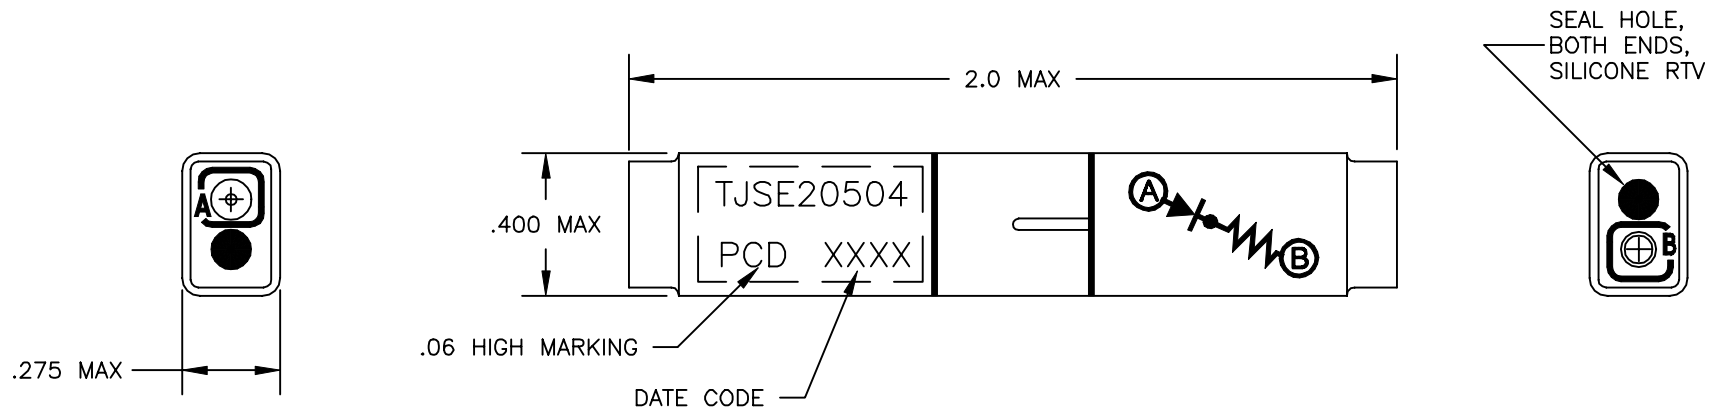 SEAL HOLE,
BOTH ENDS,
SILICONE RTV
2.0 MAX
A
.400 MAX
.275 MAX
TJSE20504
PCD XXXX
A
B
B
.06 HIGH MARKING
DATE CODE